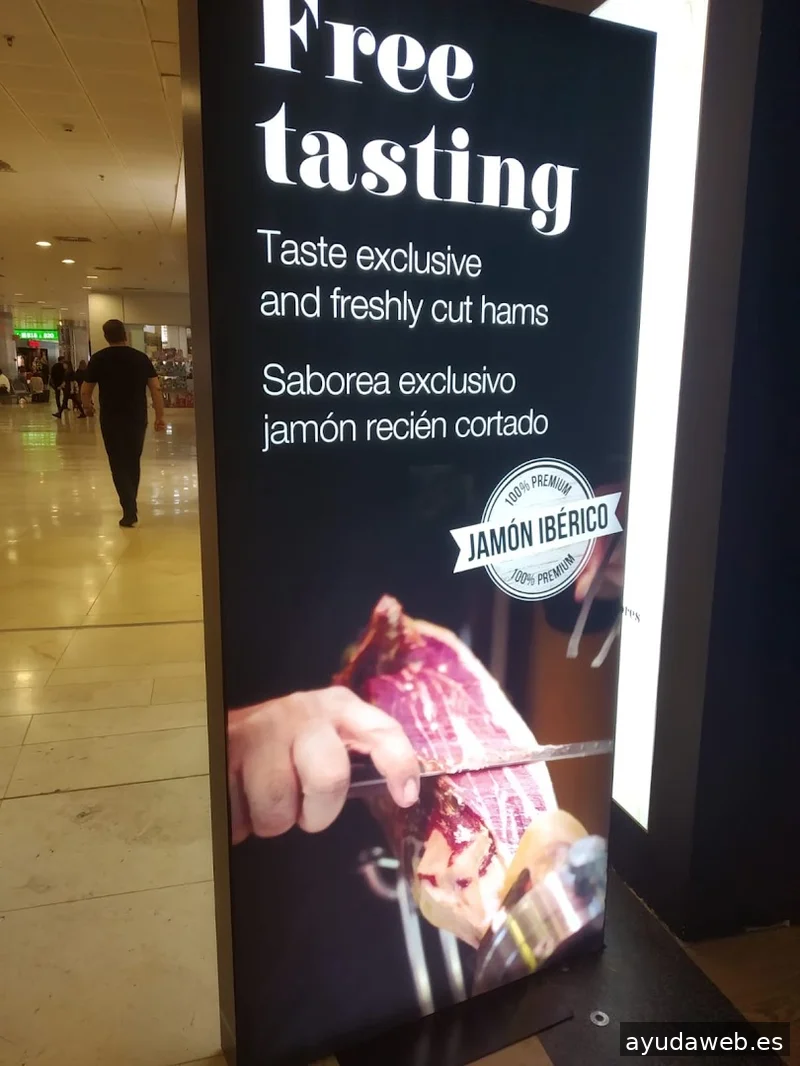 Free
tasting
Taste exclusive
and freshly cut hams
Saborea exclusivo
jamón recién cortado
100% PREMIUM
JAMÓN IBÉRICO
100% PREMIUM
ayudaweb.es